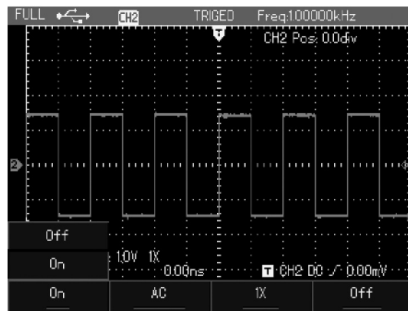 FULL CH2 TRIGED Freq:100000kHz
T
CH2 Pos: 0.0div
2
Off
On : 1.0V 1X
0.00ns T CH2 DC 0.00mV
On AC 1X Off